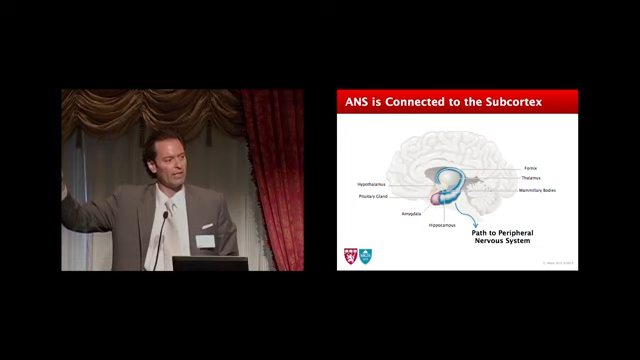 ANS is Connected to the Subcortex
Fornix
Thalamus
Hypothalamus
Mammillary Bodies
Pituitary Gland
Amygdala
Hippocampus
Path to Peripheral
Nervous System